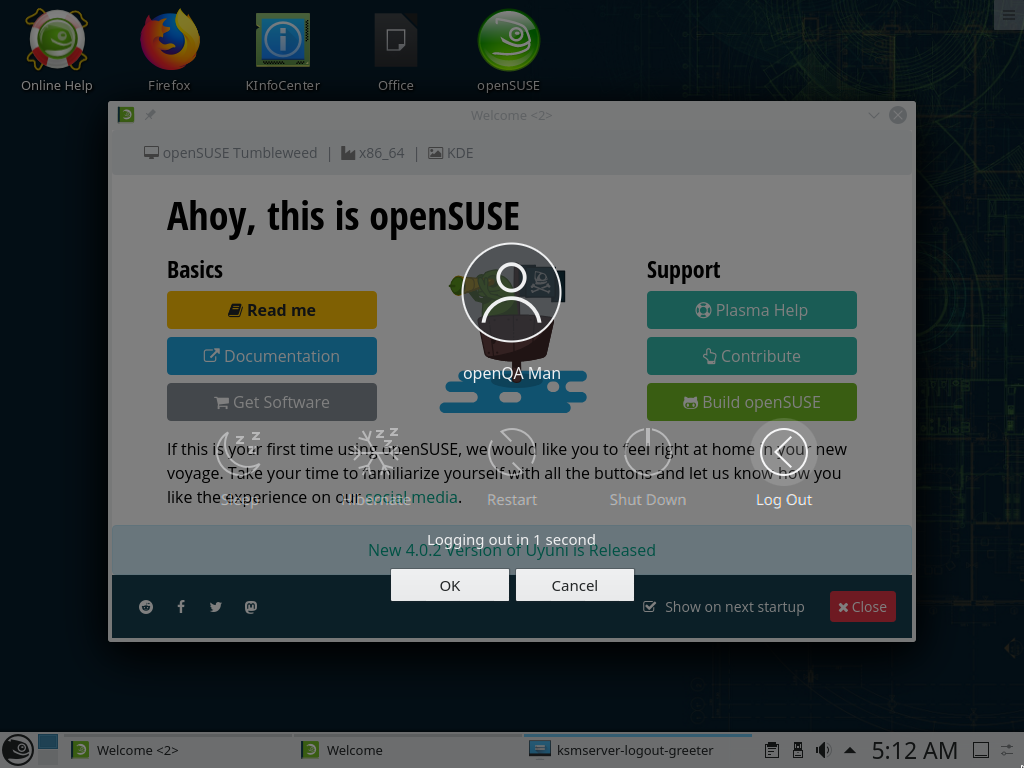 Online Help
Firefox
KInfoCenter
Office
openSUSE
Welcome <2>
openSUSE Tumbleweed | x86_64 | KDE
Ahoy, this is openSUSE
Basics
Support
Read me
Plasma Help
Documentation
Contribute
openQA Man
Get Software
Build openSUSE
If this is your first time using openSUSE, we would like you to feel right at home in your new
voyage. Take your time to familiarize yourself with all the buttons and let us know how you
like the experience on our social media.
Sleep
Hibernate
Restart
Shut Down
Log Out
Logging out in 1 second
New 4.0.2 Version of Uyuni is Released
OK
Cancel
Show on next startup
Close
Welcome <2>
Welcome
ksmserver-logout-greeter
5:12 AM